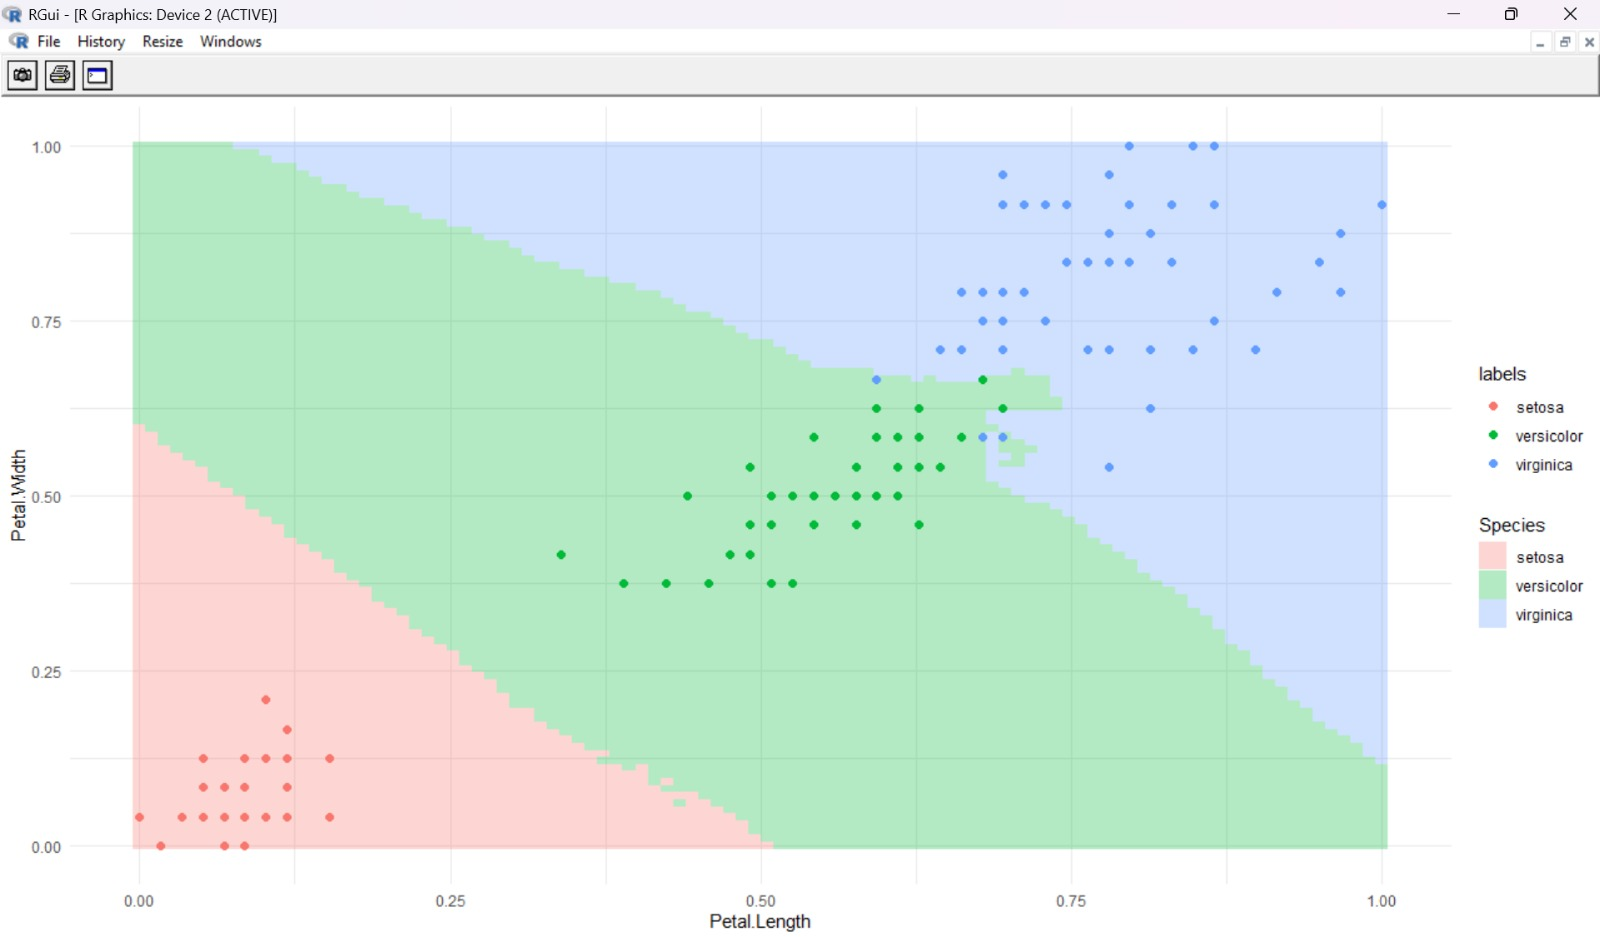 RGui - [R Graphics: Device 2 (ACTIVE)]
File History Resize Windows
1.00
0.75
0.50
0.25
0.00
Petal.Width
0.00 0.25 0.50 0.75 1.00
Petal.Length
labels
setosa
versicolor
virginica
Species
setosa
versicolor
virginica